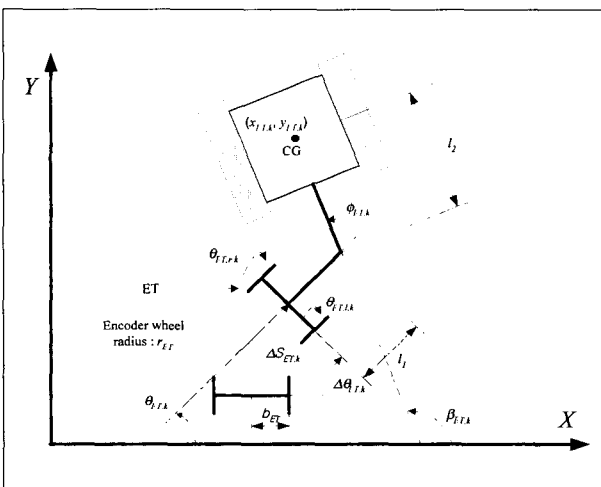 Y
(x_{ET,k}, y_{ET,k})
CG
l_2
ϕ_{ET,k}
θ_{ET,r,k}
ET
θ_{ET,l,k}
Encoder wheel
radius : r_{ET}
ΔS_{ET,k}
l_1
Δθ_{ET,k}
θ_{ET,k}
b_{ET}
β_{ET,k}
X